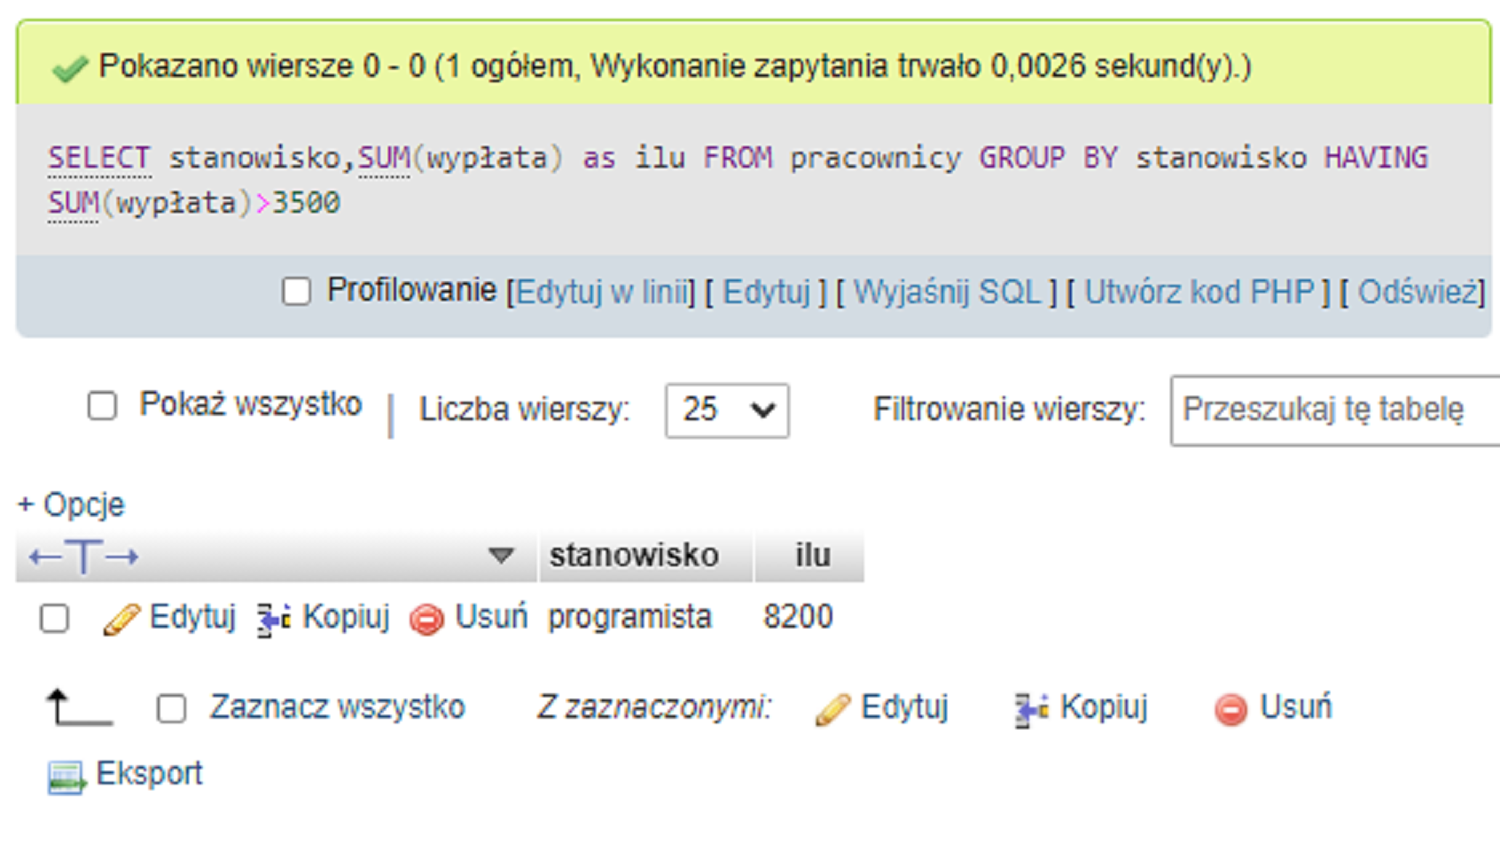 Pokazano wiersze 0 - 0 (1 ogółem, Wykonanie zapytania trwało 0,0026 sekund(y).)
SELECT stanowisko,SUM(wypłata) as ilu FROM pracownicy GROUP BY stanowisko HAVING
SUM(wypłata)>3500
Profilowanie [Edytuj w linii] [ Edytuj ] [ Wyjaśnij SQL ] [ Utwórz kod PHP ] [ Odśwież]
Pokaż wszystko | Liczba wierszy: 25 Filtrowanie wierszy: Przeszukaj tę tabelę
+ Opcje
←T→ stanowisko ilu
Edytuj Kopiuj Usuń programista 8200
Zaznacz wszystko Z zaznaczonymi: Edytuj Kopiuj Usuń
Eksport